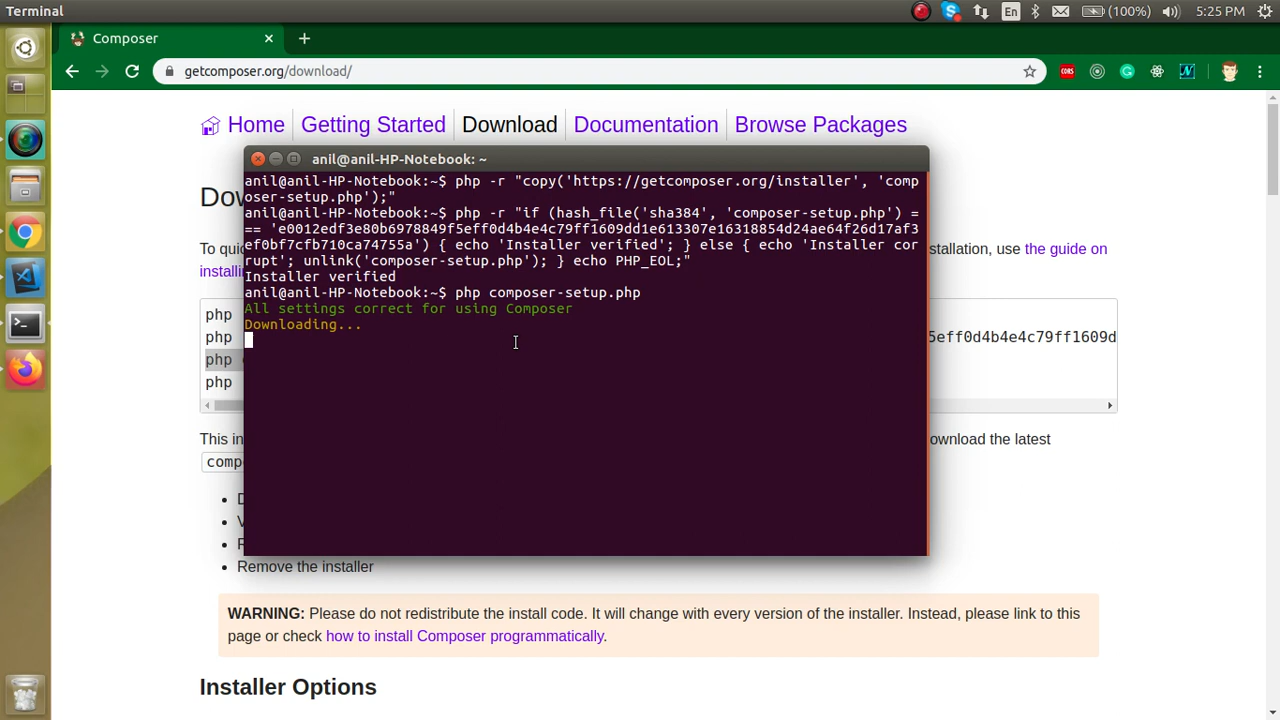 Terminal
En
(100%)
5:25 PM
Composer
getcomposer.org/download/
CORS
Home
Getting Started
Download
Documentation
Browse Packages
anil@anil-HP-Notebook: ~
anil@anil-HP-Notebook:~$ php -r "copy('https://getcomposer.org/installer', 'comp
oser-setup.php');"
anil@anil-HP-Notebook:~$ php -r "if (hash_file('sha384', 'composer-setup.php') =
== 'e0012edf3e80b6978849f5eff0d4b4e4c79ff1609dd1e613307e16318854d24ae64f26d17af3
ef0bf7cfb710ca74755a') { echo 'Installer verified'; } else { echo 'Installer cor
rupt'; unlink('composer-setup.php'); } echo PHP_EOL;"
Installer verified
anil@anil-HP-Notebook:~$ php composer-setup.php
All settings correct for using Composer
Downloading...
Do
To qui
stallation, use the guide on
installi
php
php
5eff0d4b4e4c79ff1609d
php
php
This in
ownload the latest
comp
Remove the installer
WARNING: Please do not redistribute the install code. It will change with every version of the installer. Instead, please link to this
page or check how to install Composer programmatically.
Installer Options